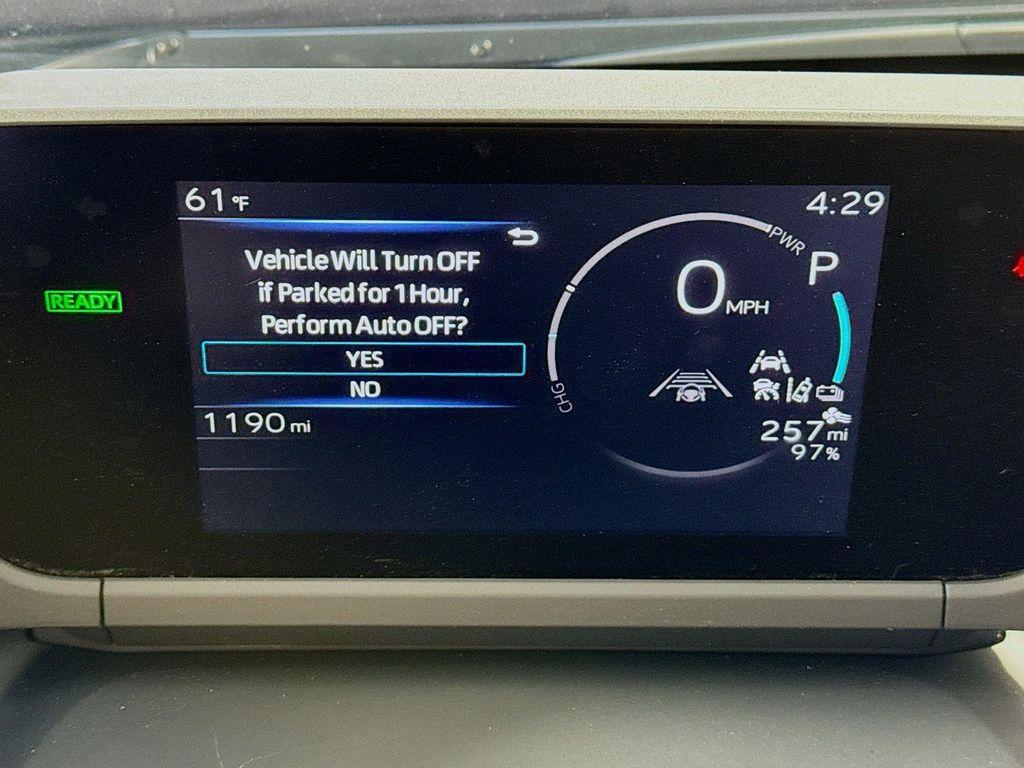 61°F
4:29
Vehicle Will Turn OFF
if Parked for 1 Hour,
Perform Auto OFF?
YES
NO
1190 mi
READY
PWR
P
0 MPH
CHG
257 mi
97%